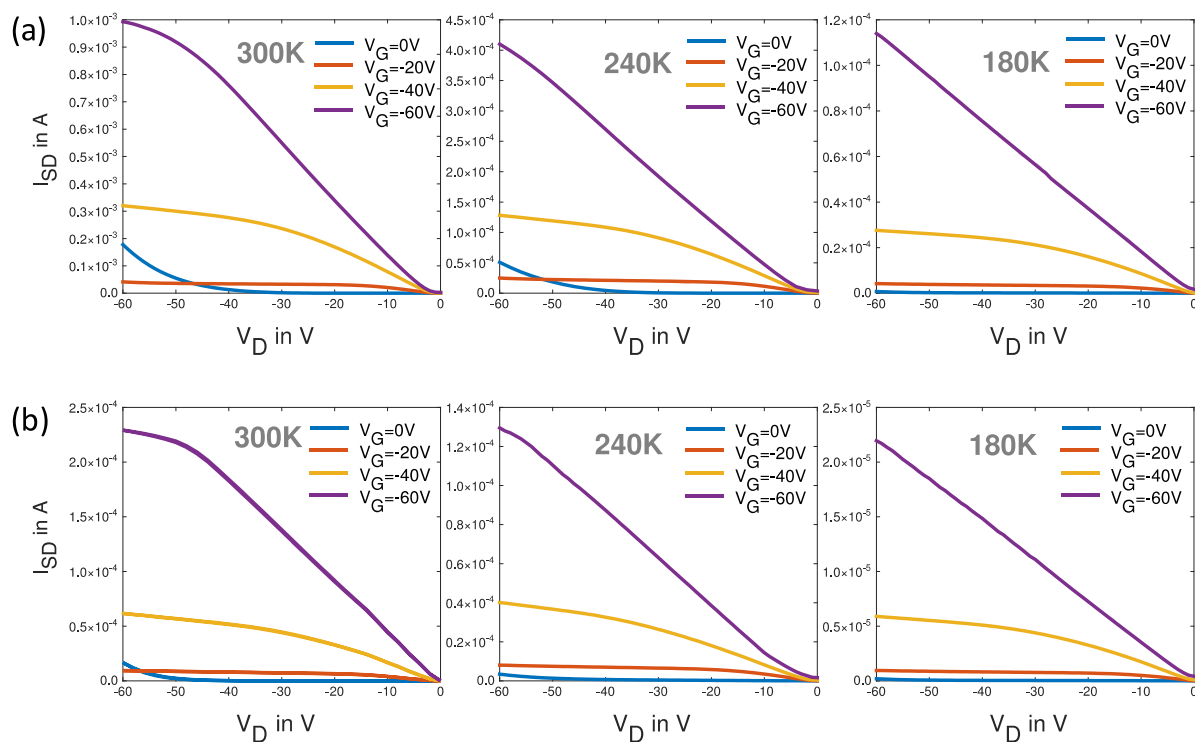 (a)
I_SD in A
1.0×10⁻³
0.9×10⁻³
0.8×10⁻³
0.7×10⁻³
0.6×10⁻³
0.5×10⁻³
0.4×10⁻³
0.3×10⁻³
0.2×10⁻³
0.1×10⁻³
0.0
300K
V_G=0V
V_G=-20V
V_G=-40V
V_G=-60V
-60 -50 -40 -30 -20 -10 0
V_D in V
4.5×10⁻⁴
4.0×10⁻⁴
3.5×10⁻⁴
3.0×10⁻⁴
2.5×10⁻⁴
2.0×10⁻⁴
1.5×10⁻⁴
1.0×10⁻⁴
5.0×10⁻⁴
0.0
240K
V_G=0V
V_G=-20V
V_G=-40V
V_G=-60V
-60 -50 -40 -30 -20 -10 0
V_D in V
1.2×10⁻⁴
1.0×10⁻⁴
0.8×10⁻⁴
0.6×10⁻⁴
0.4×10⁻⁴
0.2×10⁻⁴
0.0
180K
V_G=0V
V_G=-20V
V_G=-40V
V_G=-60V
-60 -50 -40 -30 -20 -10 0
V_D in V
(b)
I_SD in A
2.5×10⁻⁴
2.0×10⁻⁴
1.5×10⁻⁴
1.0×10⁻⁴
0.5×10⁻⁴
0.0
300K
V_G=0V
V_G=-20V
V_G=-40V
V_G=-60V
-60 -50 -40 -30 -20 -10 0
V_D in V
1.4×10⁻⁴
1.2×10⁻⁴
1.0×10⁻⁴
0.8×10⁻⁴
0.6×10⁻⁴
0.4×10⁻⁴
0.2×10⁻⁴
0.0
240K
V_G=0V
V_G=-20V
V_G=-40V
V_G=-60V
-60 -50 -40 -30 -20 -10 0
V_D in V
2.5×10⁻⁵
2.0×10⁻⁵
1.5×10⁻⁵
1.0×10⁻⁵
0.5×10⁻⁵
0.0
180K
V_G=0V
V_G=-20V
V_G=-40V
V_G=-60V
-60 -50 -40 -30 -20 -10 0
V_D in V